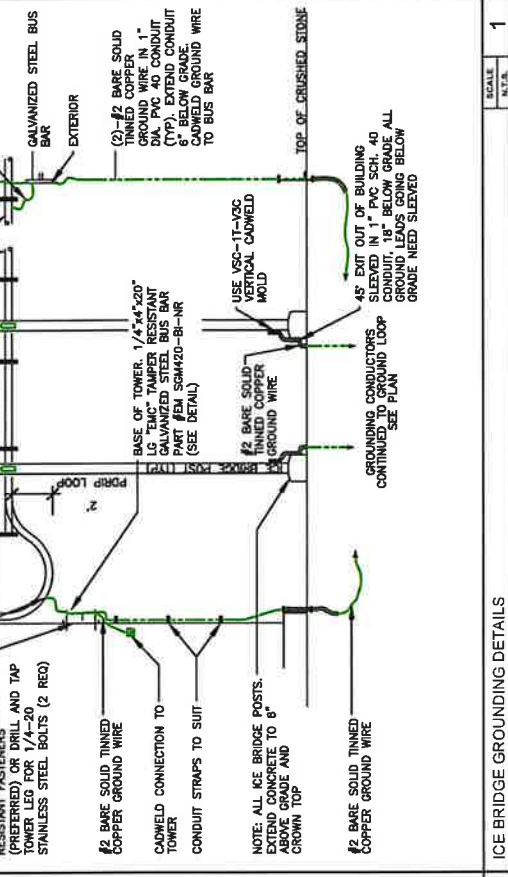 RESISTANT FASTENERS
(PREFERRED) OR DRILL AND TAP
TOWER LEG FOR 1/4-20
STAINLESS STEEL BOLTS (2 REQ)
#2 BARE SOLID TINNED
COPPER GROUND WIRE
CADWELD CONNECTION TO
TOWER
CONDUIT STRAPS TO SUIT
NOTE: ALL ICE BRIDGE POSTS.
EXTEND CONCRETE TO 6"
ABOVE GRADE AND
CROWN TOP
#2 BARE SOLID TINNED
COPPER GROUND WIRE
2'
DRIP LOOP
ICE BRIDGE POST (TYP)
BASE OF TOWER. 1/4"x4"x20"
LG "EMC" TAMPER RESISTANT
GALVANIZED STEEL BUS BAR
PART #EM SGM420-BI-NR
(SEE DETAIL)
#2 BARE SOLID
TINNED COPPER
GROUND WIRE
USE VSC-1T-V3C
VERTICAL CADWELD
MOLD
GROUNDING CONDUCTORS
CONTINUED TO GROUND LOOP
SEE PLAN
45' EXIT OUT OF BUILDING
SLEEVED IN 1" PVC SCH. 40
CONDUIT, 18" BELOW GRADE ALL
GROUND LEADS GOING BELOW
GRADE NEED SLEEVED
GALVANIZED STEEL BUS
BAR
EXTERIOR
(2)-#2 BARE SOLID
TINNED COPPER
GROUND WIRE IN 1"
DIA. PVC 40 CONDUIT
(TYP). EXTEND CONDUIT
6" BELOW GRADE.
CADWELD GROUND WIRE
TO BUS BAR
TOP OF CRUSHED STONE
ICE BRIDGE GROUNDING DETAILS
SCALE
N.T.S.
1